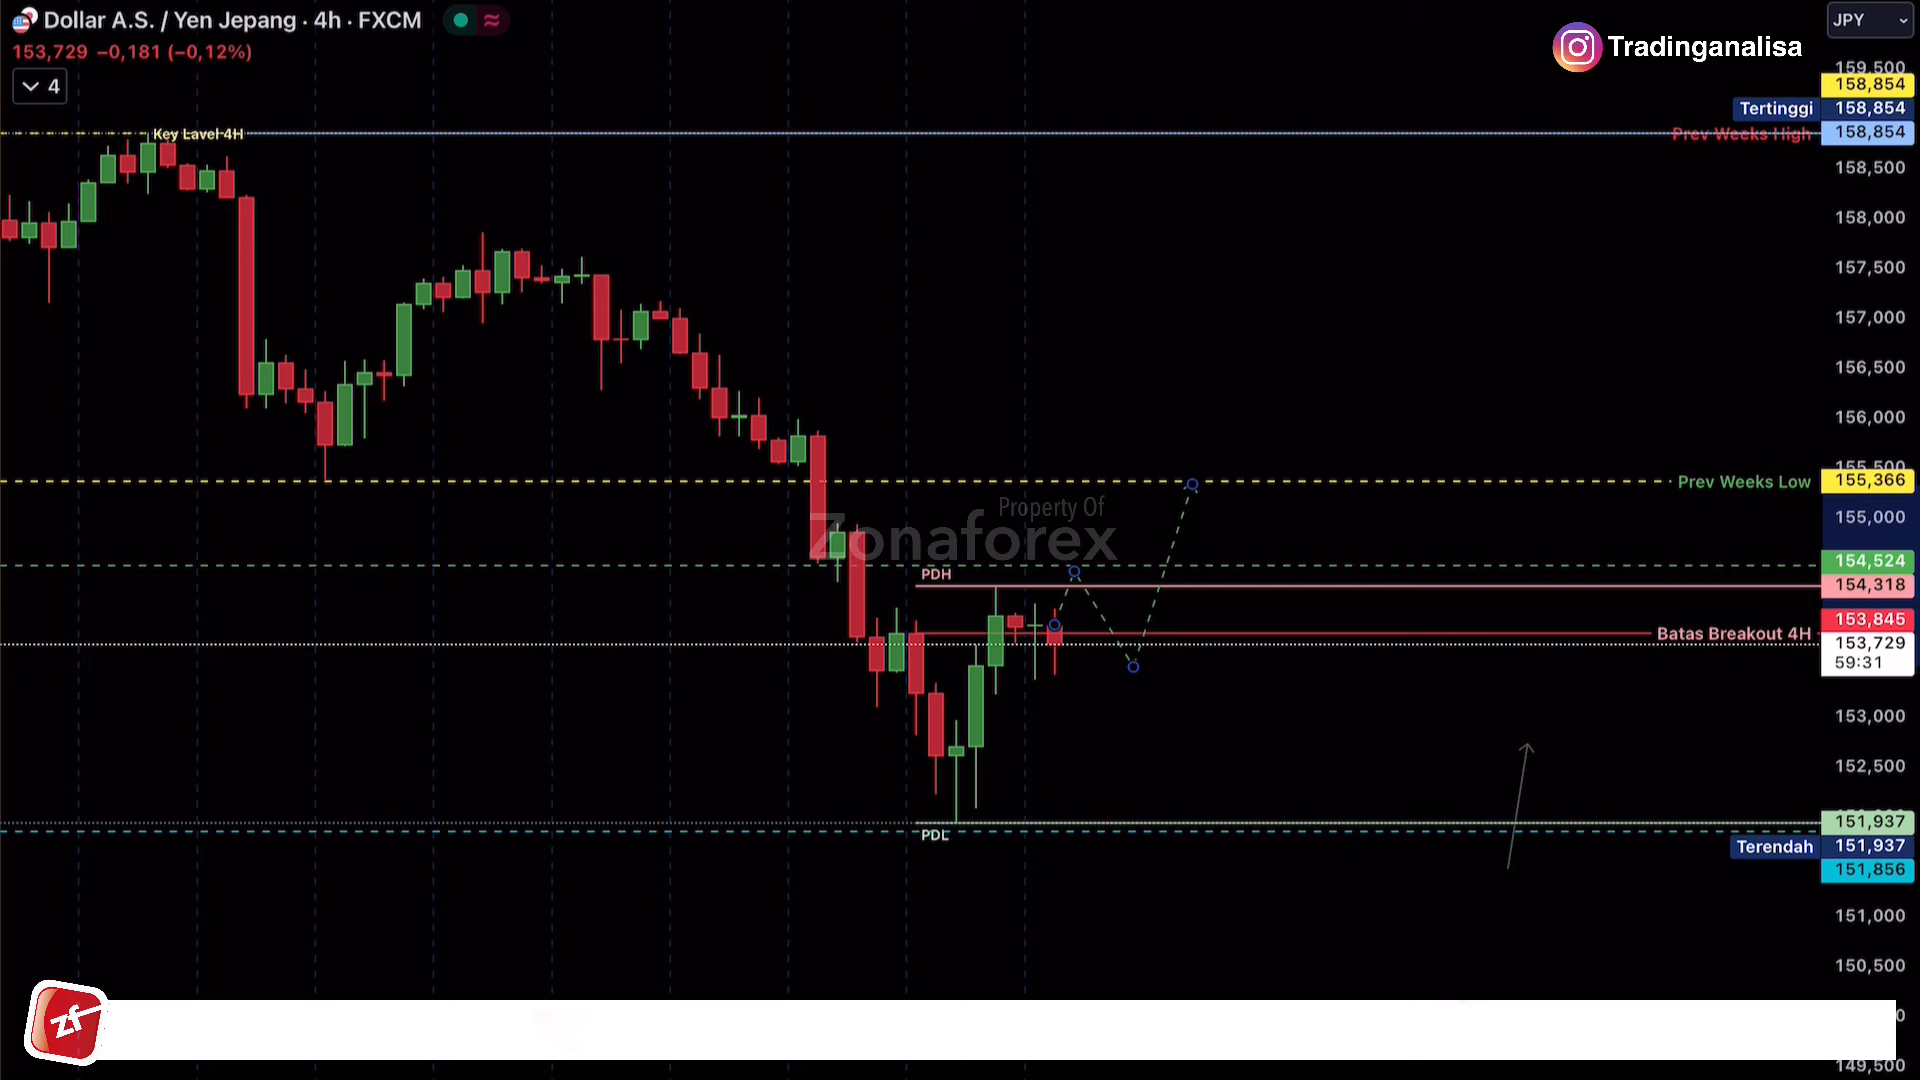 Dollar A.S. / Yen Jepang · 4h · FXCM
153,729 −0,181 (−0,12%)
4
Tradinganalisa
JPY
159,500
158,854
Tertinggi 158,854
Key Lavel 4H
Prev Weeks High 158,854
158,500
158,000
157,500
157,000
156,500
156,000
155,500
Prev Weeks Low 155,366
155,000
Property Of
Zonaforex
154,524
PDH
154,318
153,845
Batas Breakout 4H
153,729
59:31
153,000
152,500
151,937
PDL
Terendah 151,937
151,856
151,000
150,500
zf
149,500